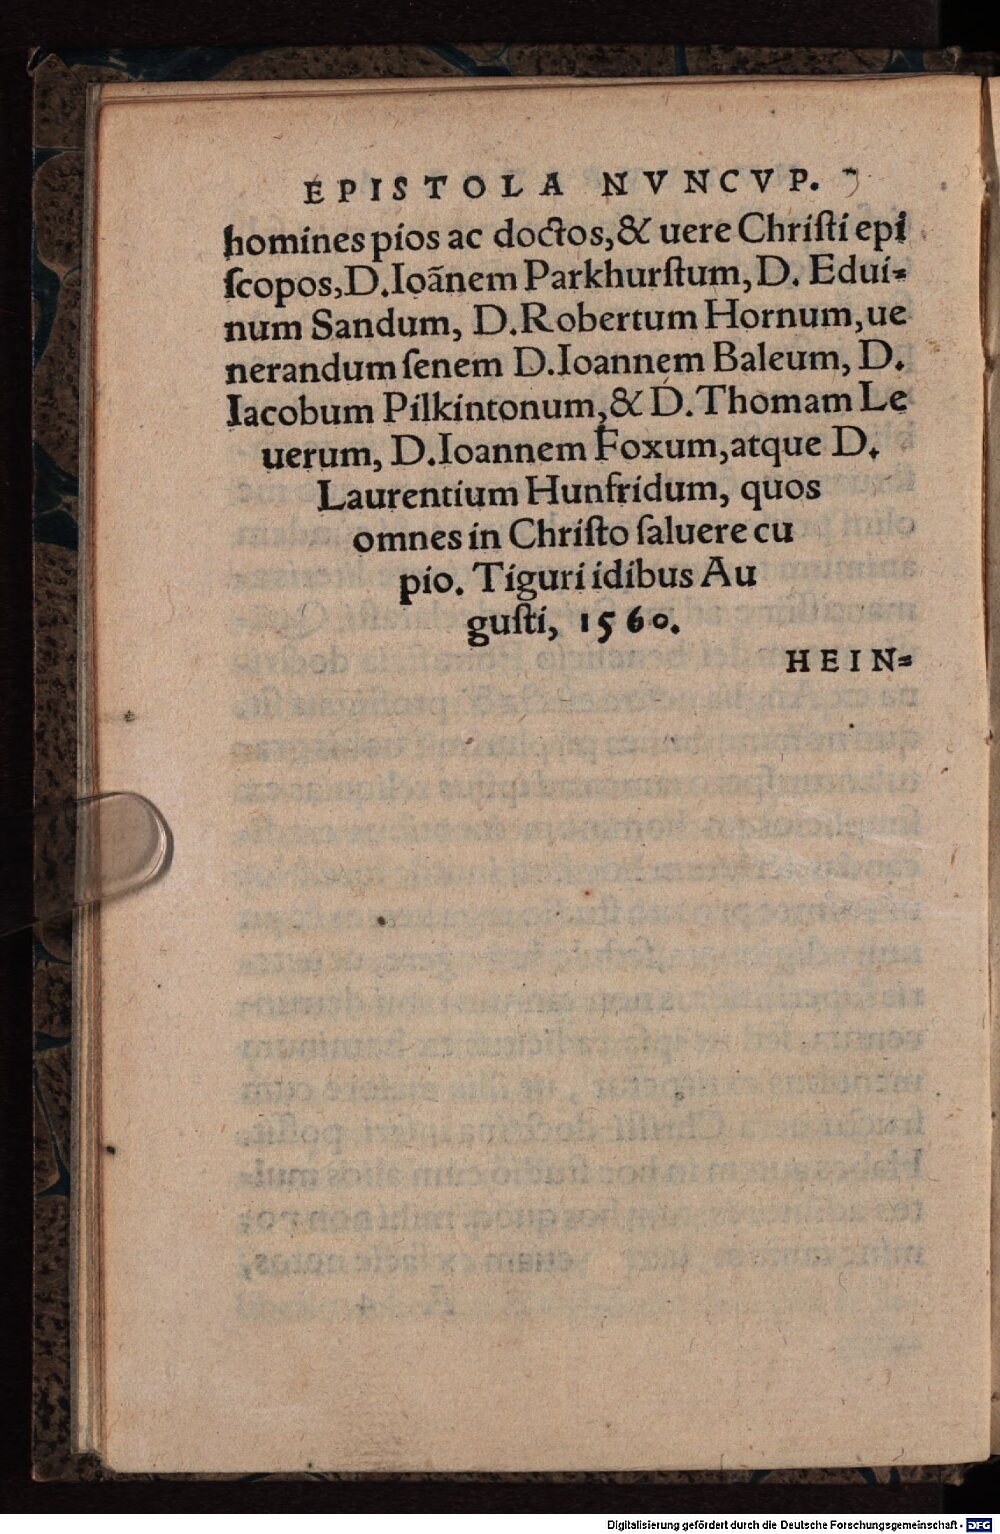 EPISTOLA NVNCVP.
homines pios ac doctos, & uere Christi epi
scopos, D. Ioãnem Parkhurstum, D. Edui⸗
num Sandum, D. Robertum Hornum, ue
nerandum senem D. Ioannem Baleum, D.
Iacobum Pilkintonum, & D. Thomam Le
uerum, D. Ioannem Foxum, atque D.
Laurentium Hunfridum, quos
omnes in Christo saluere cu
pio. Tiguri idibus Au
gusti, 1560.
HEIN⸗
Digitalisierung gefördert durch die Deutsche Forschungsgemeinschaft - DFG